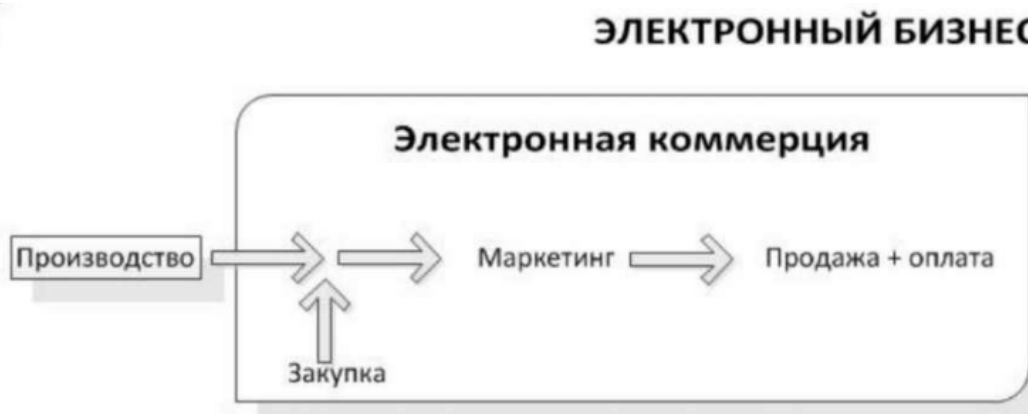 ЭЛЕКТРОННЫЙ БИЗНЕС
Электронная коммерция
Производство
Маркетинг
Продажа + оплата
Закупка